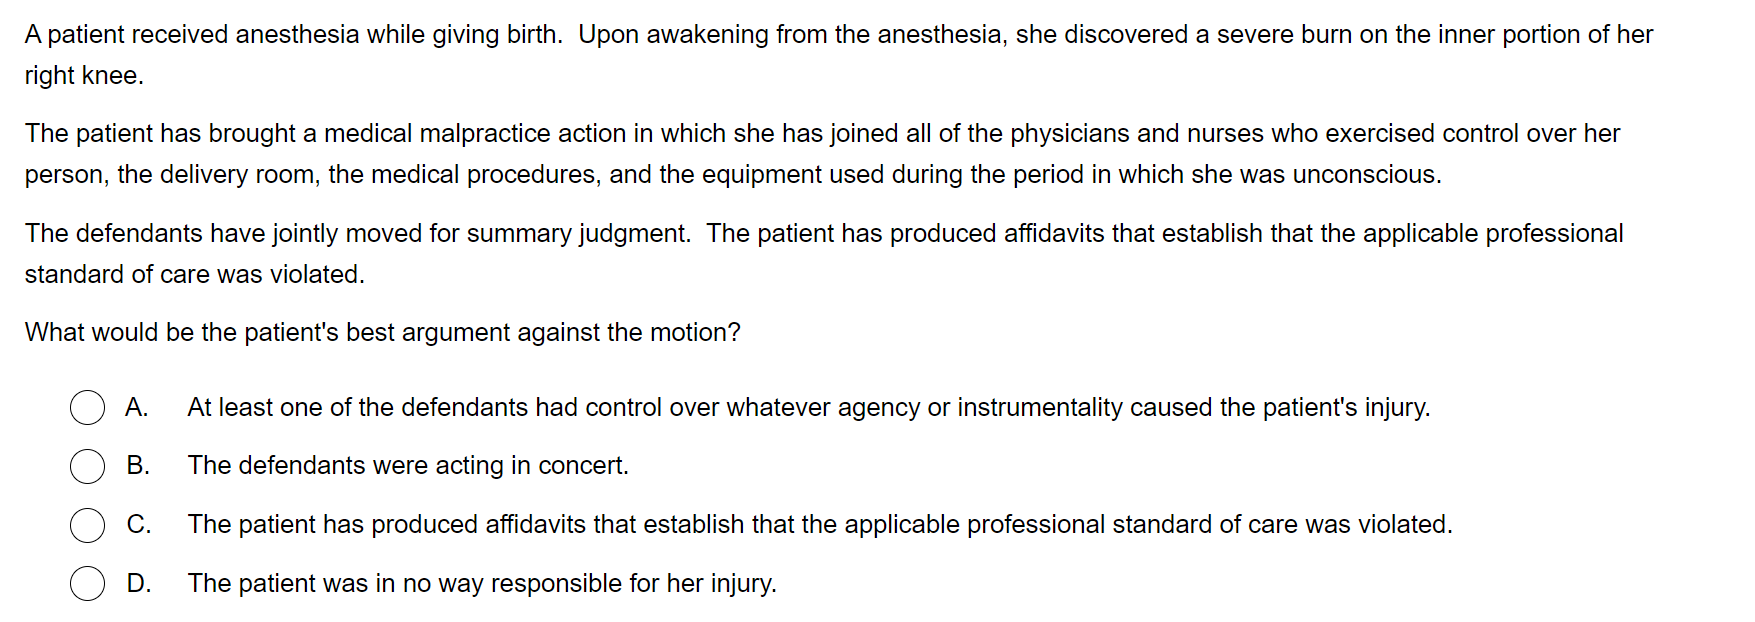 A patient received anesthesia while giving birth.  Upon awakening from the anesthesia, she discovered a severe burn on the inner portion of her
right knee.
The patient has brought a medical malpractice action in which she has joined all of the physicians and nurses who exercised control over her
person, the delivery room, the medical procedures, and the equipment used during the period in which she was unconscious.
The defendants have jointly moved for summary judgment.  The patient has produced affidavits that establish that the applicable professional
standard of care was violated.
What would be the patient's best argument against the motion?
A. At least one of the defendants had control over whatever agency or instrumentality caused the patient's injury.
B. The defendants were acting in concert.
C. The patient has produced affidavits that establish that the applicable professional standard of care was violated.
D. The patient was in no way responsible for her injury.